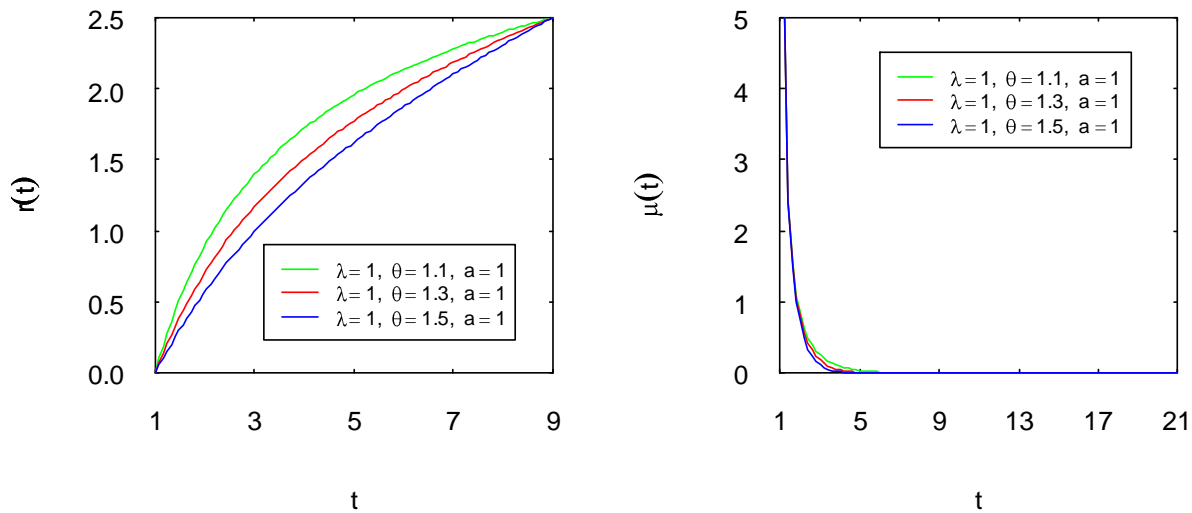 r(t)
2.5
2.0
1.5
1.0
0.5
0.0
1 3 5 7 9
t
λ = 1, θ = 1.1, a = 1
λ = 1, θ = 1.3, a = 1
λ = 1, θ = 1.5, a = 1
μ(t)
5
4
3
2
1
0
1 5 9 13 17 21
t
λ = 1, θ = 1.1, a = 1
λ = 1, θ = 1.3, a = 1
λ = 1, θ = 1.5, a = 1